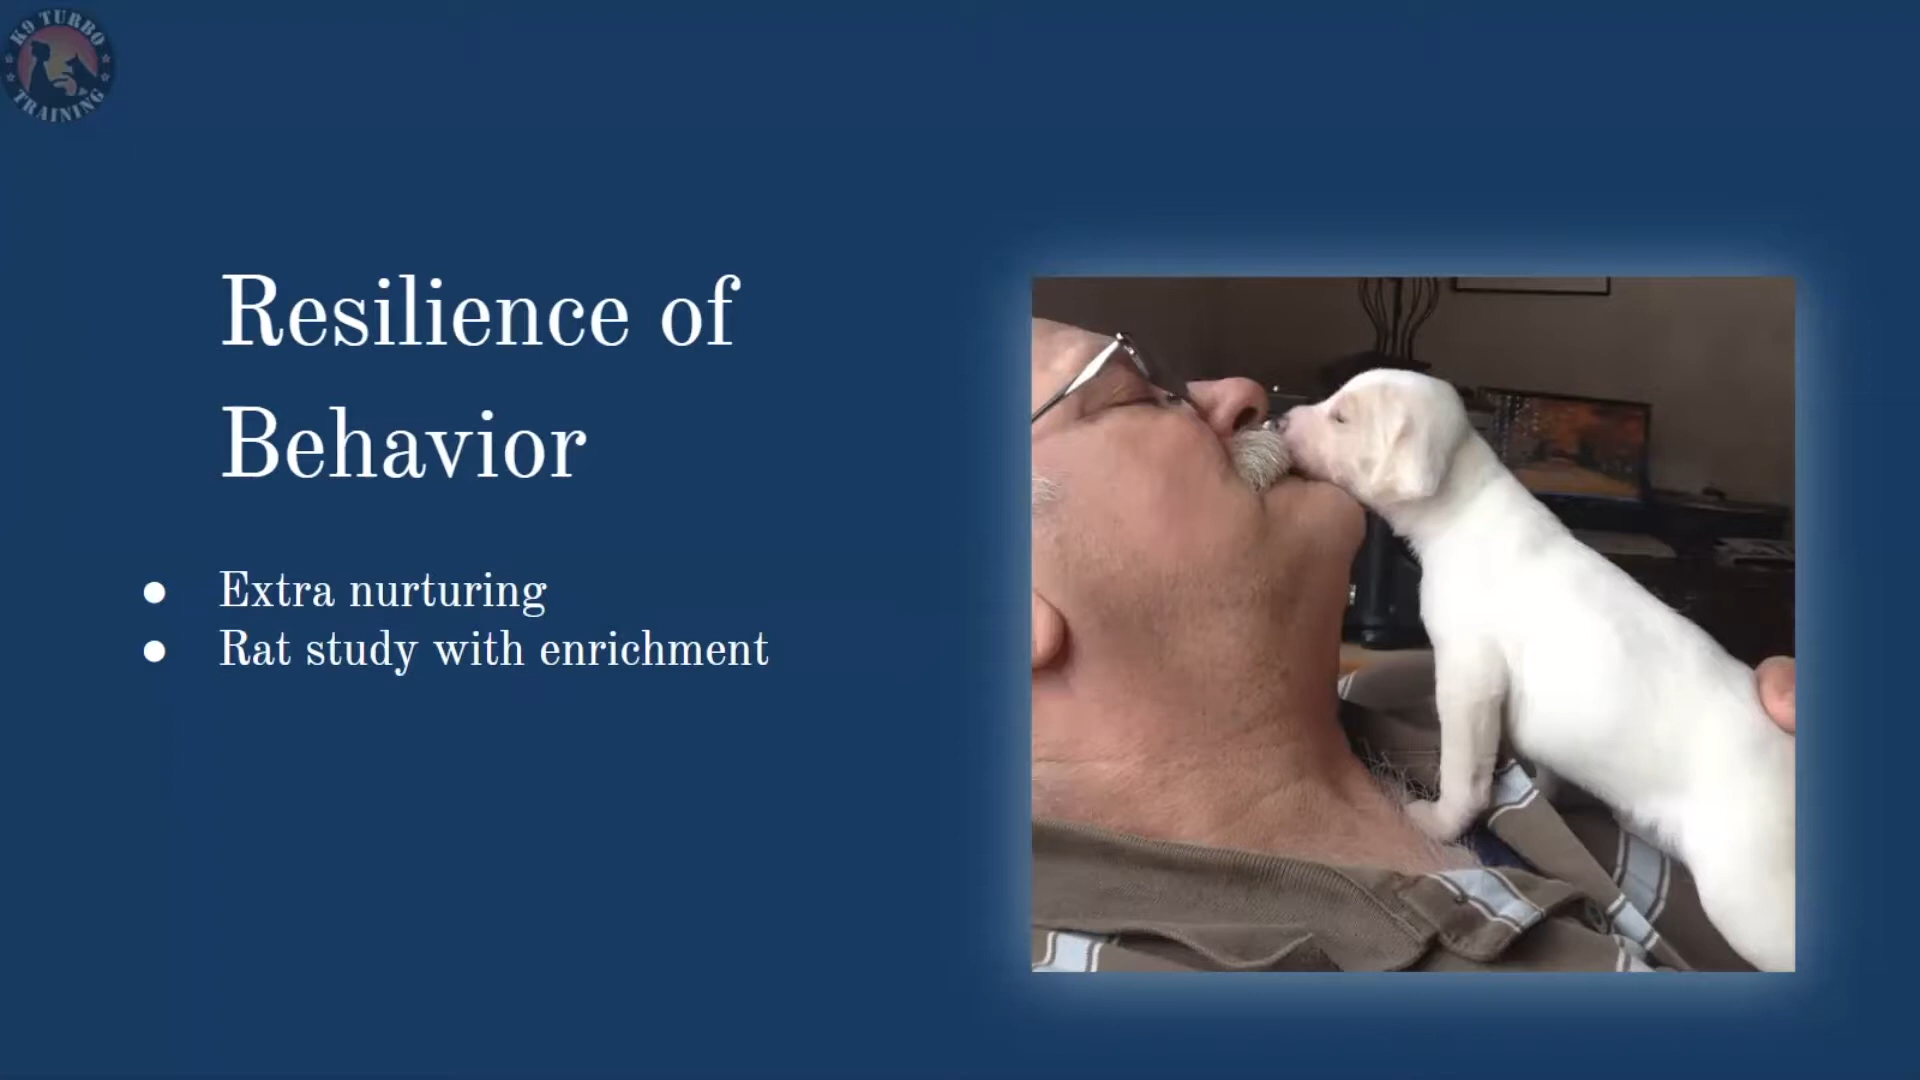 K9 TURBO
TRAINING
Resilience of
Behavior
● Extra nurturing
● Rat study with enrichment